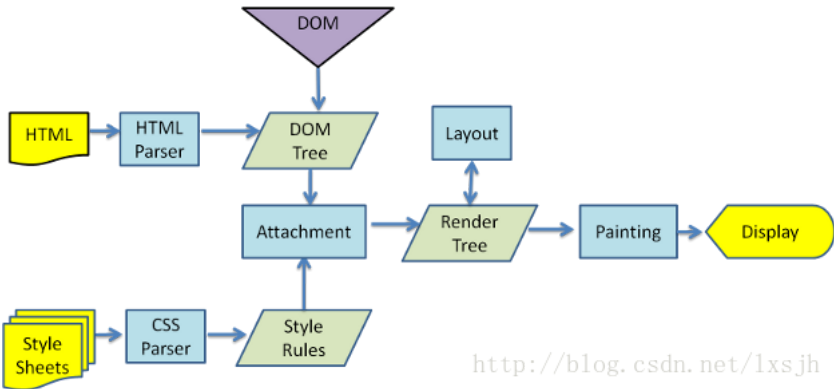 DOM
HTML
HTML
Parser
DOM
Tree
Layout
Attachment
Render
Tree
Painting
Display
Style
Sheets
CSS
Parser
Style
Rules
http://blog.csdn.net/lxsjh